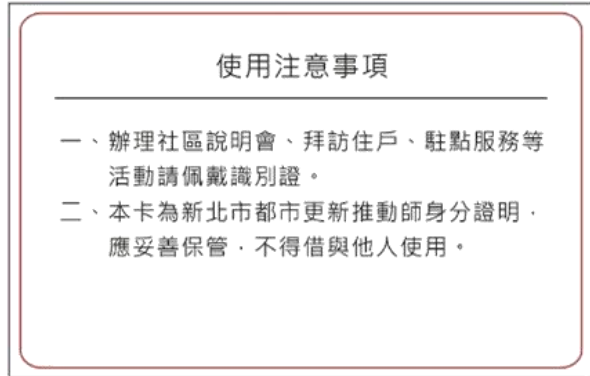 使用注意事項
一、辦理社區說明會、拜訪住戶、駐點服務等
活動請佩戴識別證。
二、本卡為新北市都市更新推動師身分證明，
應妥善保管，不得借與他人使用。